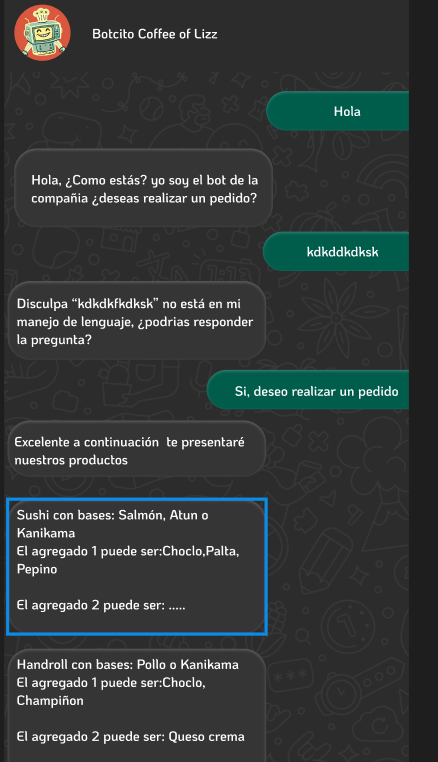 Botcito Coffee of Lizz
Hola
Hola, ¿Como estás? yo soy el bot de la
compañia ¿deseas realizar un pedido?
kdkddkdksk
Disculpa “kdkdkfkdksk” no está en mi
manejo de lenguaje, ¿podrias responder
la pregunta?
Si, deseo realizar un pedido
Excelente a continuación te presentaré
nuestros productos
Sushi con bases: Salmón, Atun o
Kanikama
El agregado 1 puede ser:Choclo,Palta,
Pepino
El agregado 2 puede ser: .....
Handroll con bases: Pollo o Kanikama
El agregado 1 puede ser:Choclo,
Champiñon
El agregado 2 puede ser: Queso crema